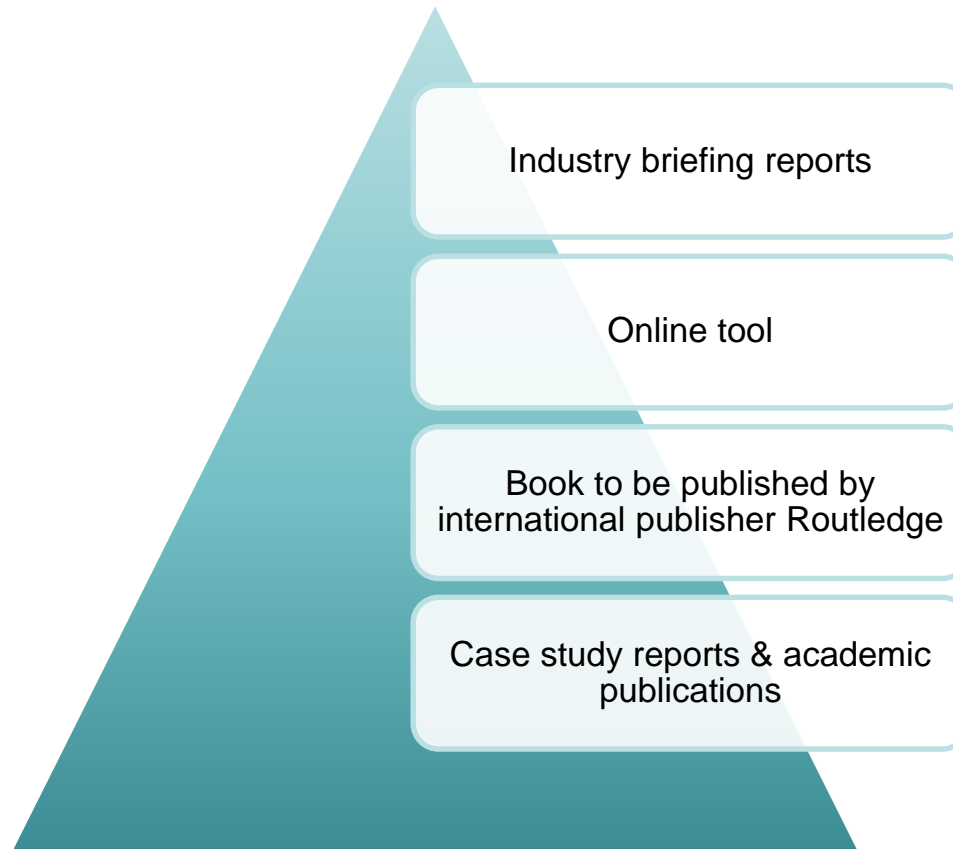 Industry briefing reports
Online tool
Book to be published by
international publisher Routledge
Case study reports & academic
publications